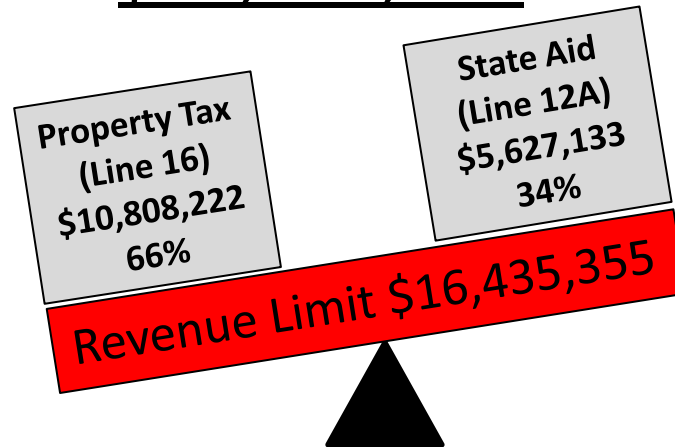 Property Tax
(Line 16)
$10,808,222
66%
State Aid
(Line 12A)
$5,627,133
34%
Revenue Limit $16,435,355